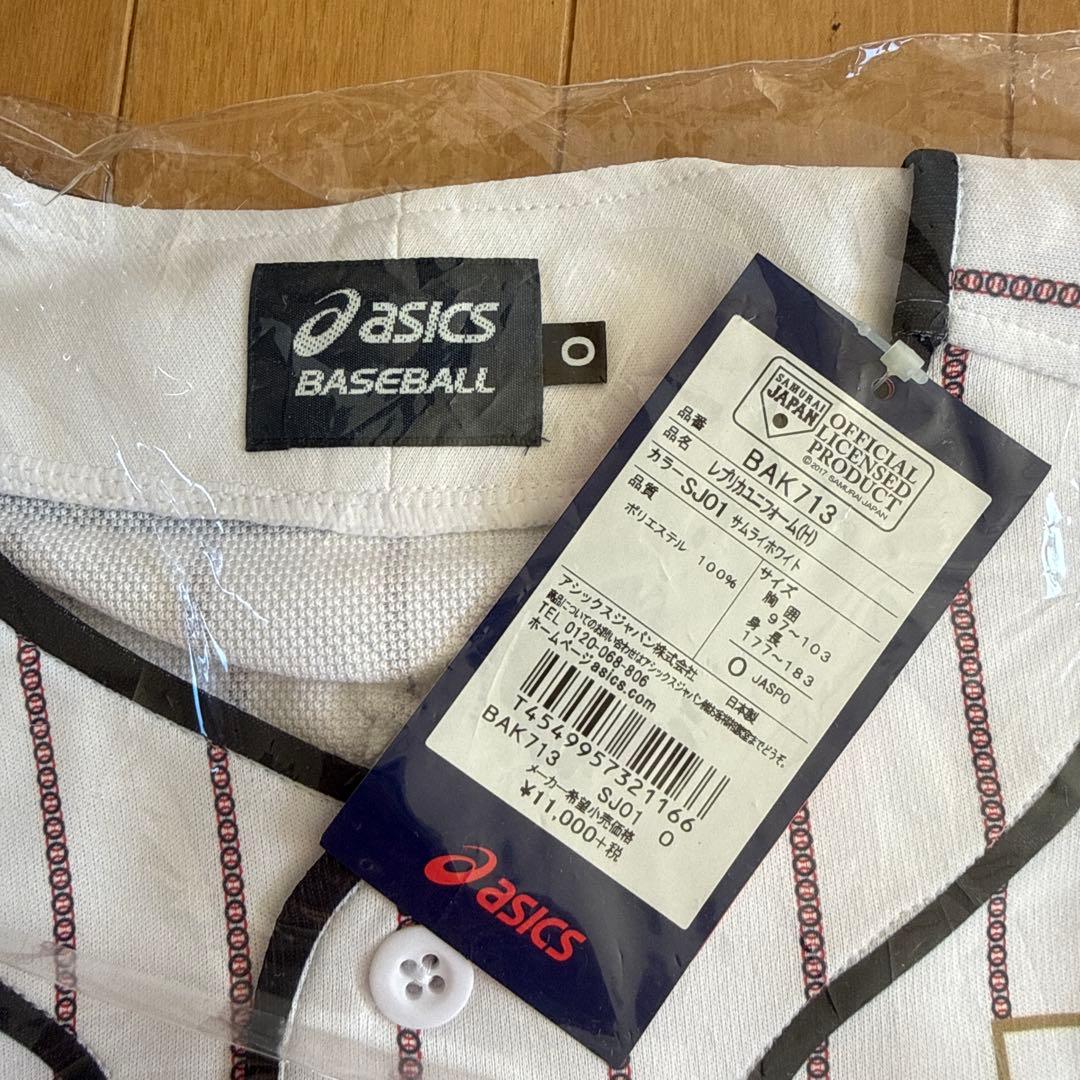 asics
BASEBALL
O
SAMURAI
JAPAN
OFFICIAL
LICENSED
PRODUCT
©2017 SAMURAI JAPAN
品番 BAK713
品名 レプリカユニフォーム(H)
カラー SJ01 サムライホワイト
品質
ポリエステル 100%
サイズ
胸囲
97~103
身長
177~183
O JASPO
日本製
アシックスジャパン株式会社
TEL 0120-068-806
ホームページasics.com
T4549957321166
BAK713 SJ01 O
メーカー希望小売価格
¥11,000+税
asics